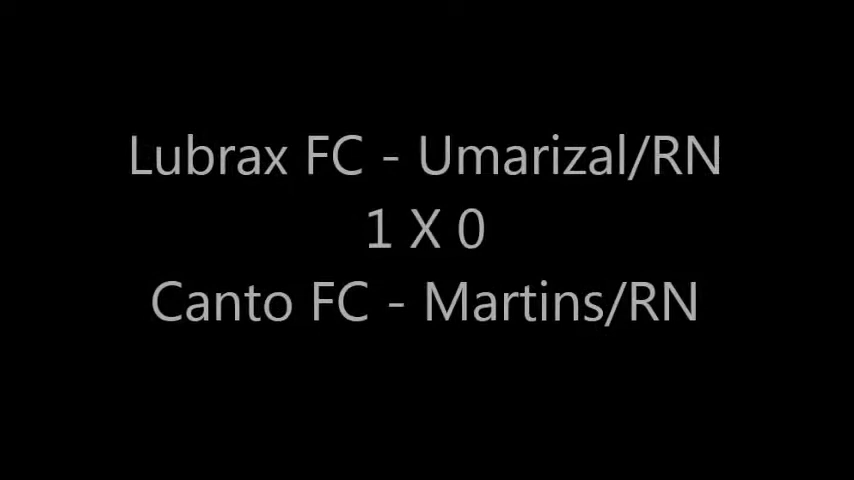 Lubrax FC - Umarizal/RN
1 X 0
Canto FC - Martins/RN